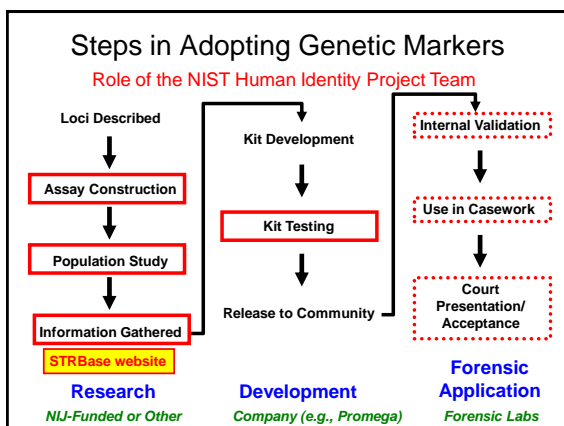 Steps in Adopting Genetic Markers
Role of the NIST Human Identity Project Team
Loci Described
Assay Construction
Population Study
Information Gathered
STRBase website
Research
NIJ-Funded or Other
Kit Development
Kit Testing
Release to Community
Development
Company (e.g., Promega)
Internal Validation
Use in Casework
Court
Presentation/
Acceptance
Forensic
Application
Forensic Labs